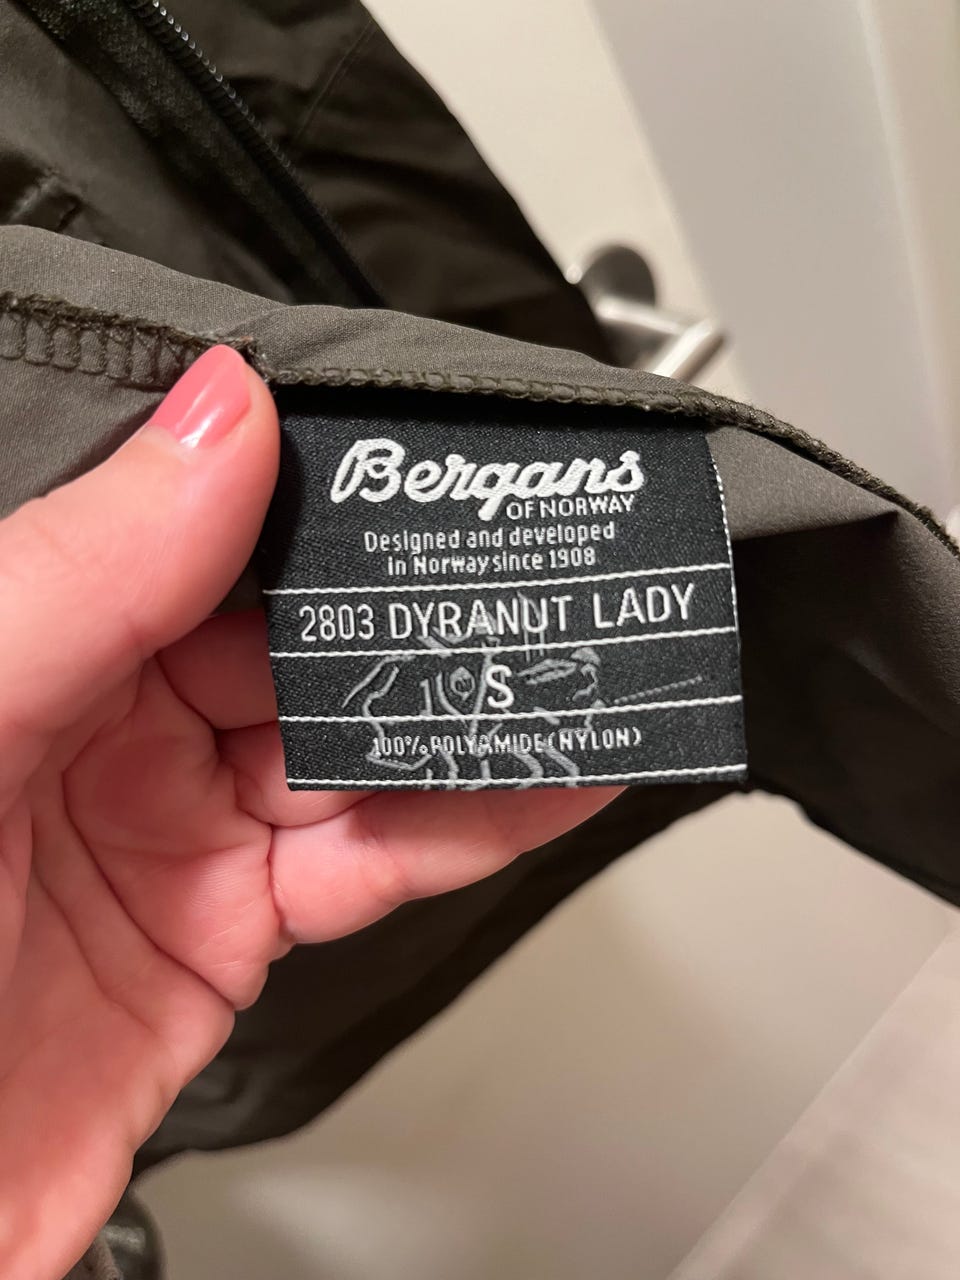 Bergans
OF NORWAY
Designed and developed
in Norway since 1908
2803 DYRANUT LADY
S
100% POLYAMIDE (NYLON)